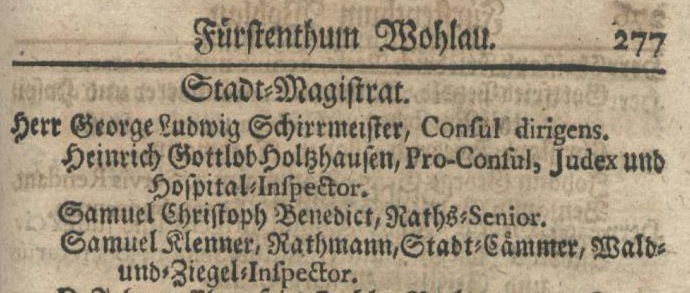 Fürstenthum Wohlau. 277
Stadt-Magistrat.
Herr George Ludwig Schirrmeister, Consul dirigens.
Heinrich Gottlob Holtzhausen, Pro-Consul, Judex und
Hospital-Inspector.
Samuel Christoph Benedict, Raths-Senior.
Samuel Klenner, Rathmann, Stadt-Cämmer, Wald-
und-Ziegel-Inspector.